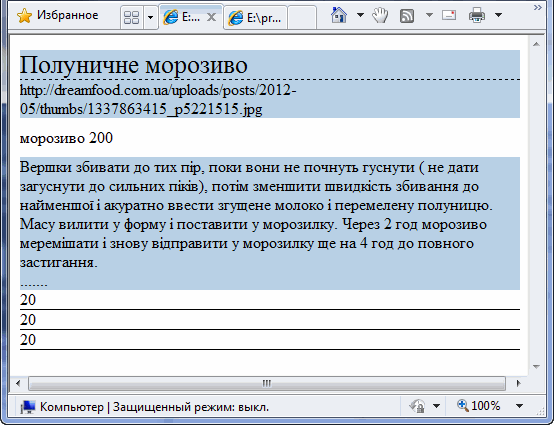 Избранное
E:...
E:\pr...
Полуничне морозиво
http://dreamfood.com.ua/uploads/posts/2012-
05/thumbs/1337863415_p5221515.jpg
морозиво 200
Вершки збивати до тих пір, поки вони не почнуть гуснути ( не дати
загуснути до сильних піків), потім зменшити швидкість збивання до
найменшої і акуратно ввести згущене молоко і перемелену полуницю.
Масу вилити у форму і поставити у морозилку. Через 2 год морозиво
меремішати і знову відправити у морозилку ще на 4 год до повного
застигання.
.......
20
20
20
Компьютер | Защищенный режим: выкл.
100%